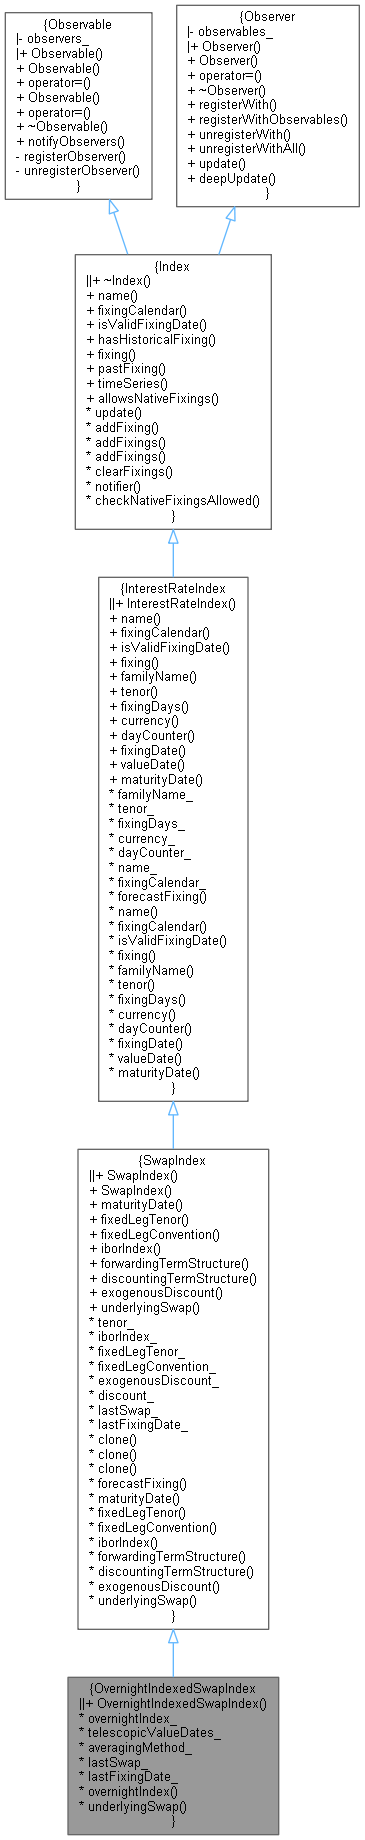 {Observable
|- observers_
|+ Observable()
+ Observable()
+ operator=()
+ Observable()
+ operator=()
+ ~Observable()
+ notifyObservers()
- registerObserver()
- unregisterObserver()
}
{Observer
|- observables_
|+ Observer()
+ Observer()
+ operator=()
+ ~Observer()
+ registerWith()
+ registerWithObservables()
+ unregisterWith()
+ unregisterWithAll()
+ update()
+ deepUpdate()
}
{Index
||+ ~Index()
+ name()
+ fixingCalendar()
+ isValidFixingDate()
+ hasHistoricalFixing()
+ fixing()
+ pastFixing()
+ timeSeries()
+ allowsNativeFixings()
* update()
* addFixing()
* addFixings()
* addFixings()
* clearFixings()
* notifier()
* checkNativeFixingsAllowed()
}
{InterestRateIndex
||+ InterestRateIndex()
+ name()
+ fixingCalendar()
+ isValidFixingDate()
+ fixing()
+ familyName()
+ tenor()
+ fixingDays()
+ currency()
+ dayCounter()
+ fixingDate()
+ valueDate()
+ maturityDate()
* familyName_
* tenor_
* fixingDays_
* currency_
* dayCounter_
* name_
* fixingCalendar_
* forecastFixing()
* name()
* fixingCalendar()
* isValidFixingDate()
* fixing()
* familyName()
* tenor()
* fixingDays()
* currency()
* dayCounter()
* fixingDate()
* valueDate()
* maturityDate()
}
{SwapIndex
||+ SwapIndex()
+ SwapIndex()
+ maturityDate()
+ fixedLegTenor()
+ fixedLegConvention()
+ iborIndex()
+ forwardingTermStructure()
+ discountingTermStructure()
+ exogenousDiscount()
+ underlyingSwap()
* tenor_
* iborIndex_
* fixedLegTenor_
* fixedLegConvention_
* exogenousDiscount_
* discount_
* lastSwap_
* lastFixingDate_
* clone()
* clone()
* clone()
* forecastFixing()
* maturityDate()
* fixedLegTenor()
* fixedLegConvention()
* iborIndex()
* forwardingTermStructure()
* discountingTermStructure()
* exogenousDiscount()
* underlyingSwap()
}
{OvernightIndexedSwapIndex
||+ OvernightIndexedSwapIndex()
* overnightIndex_
* telescopicValueDates_
* averagingMethod_
* lastSwap_
* lastFixingDate_
* overnightIndex()
* underlyingSwap()
}